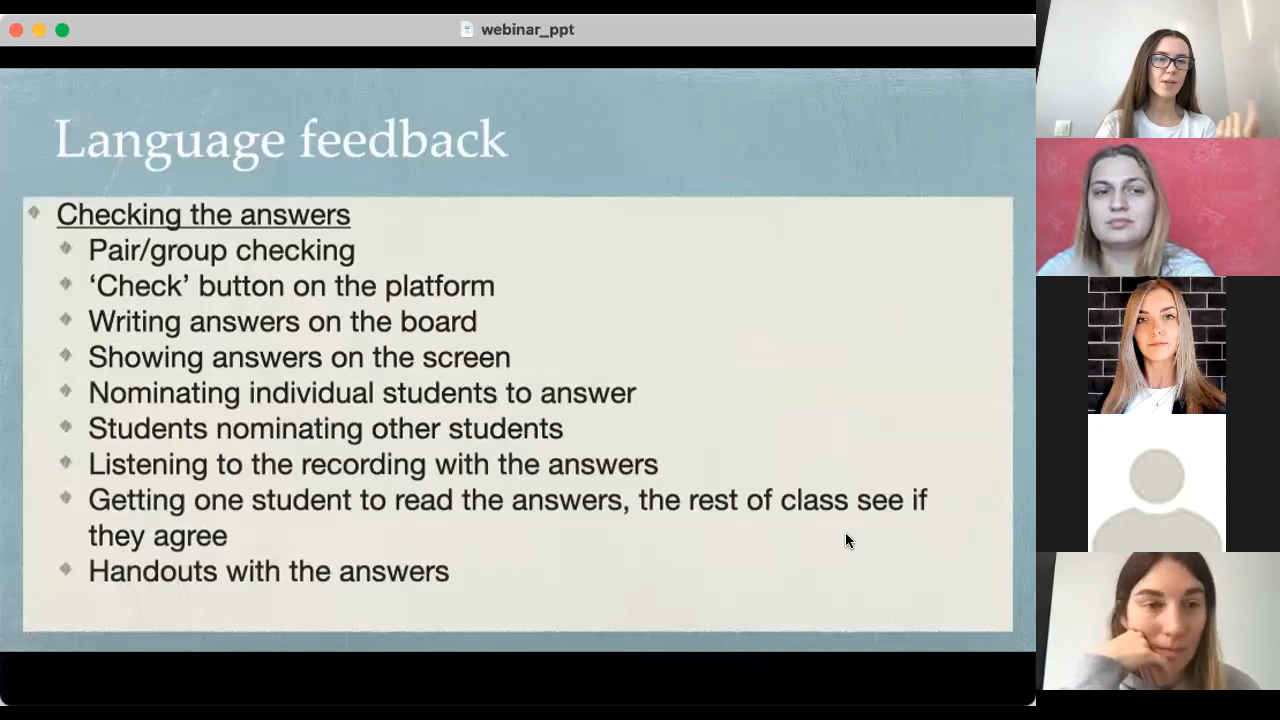 webinar_ppt
Language feedback
Checking the answers
Pair/group checking
‘Check’ button on the platform
Writing answers on the board
Showing answers on the screen
Nominating individual students to answer
Students nominating other students
Listening to the recording with the answers
Getting one student to read the answers, the rest of class see if
they agree
Handouts with the answers